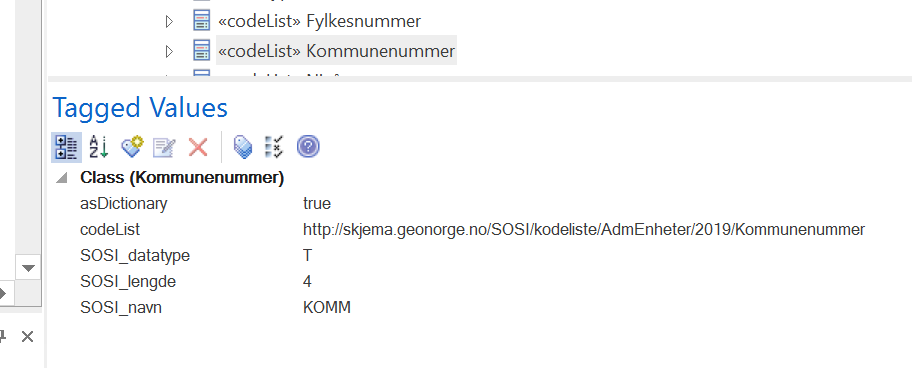 «codeList» Fylkesnummer
«codeList» Kommunenummer
Tagged Values
Class (Kommunenummer)
asDictionary true
codeList http://skjema.geonorge.no/SOSI/kodeliste/AdmEnheter/2019/Kommunenummer
SOSI_datatype T
SOSI_lengde 4
SOSI_navn KOMM